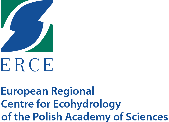 ERCE
European Regional
Centre for Ecohydrology
of the Polish Academy of Sciences